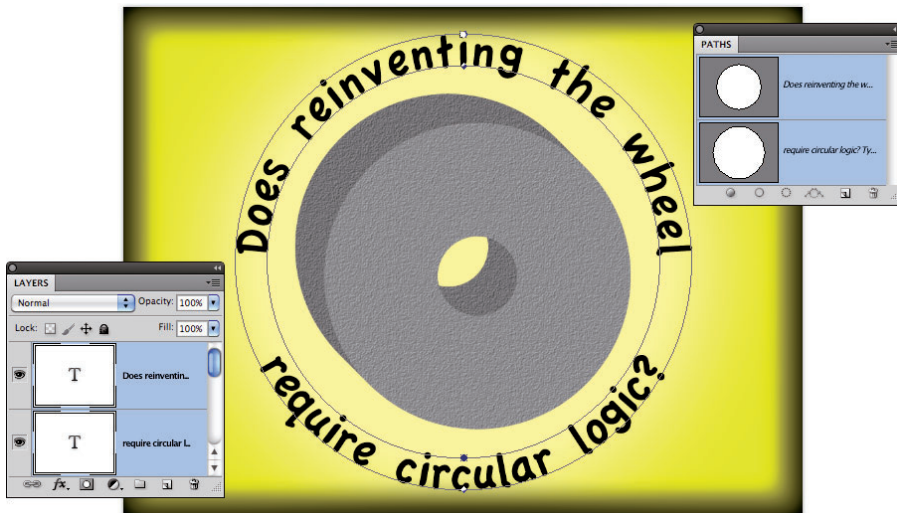 Does reinventing the wheel
require circular logic?
PATHS
Does reinventing the w...
require circular logic? Ty...
LAYERS
Normal Opacity: 100%
Lock: Fill: 100%
T Does reinventin...
T require circular l...
fx.